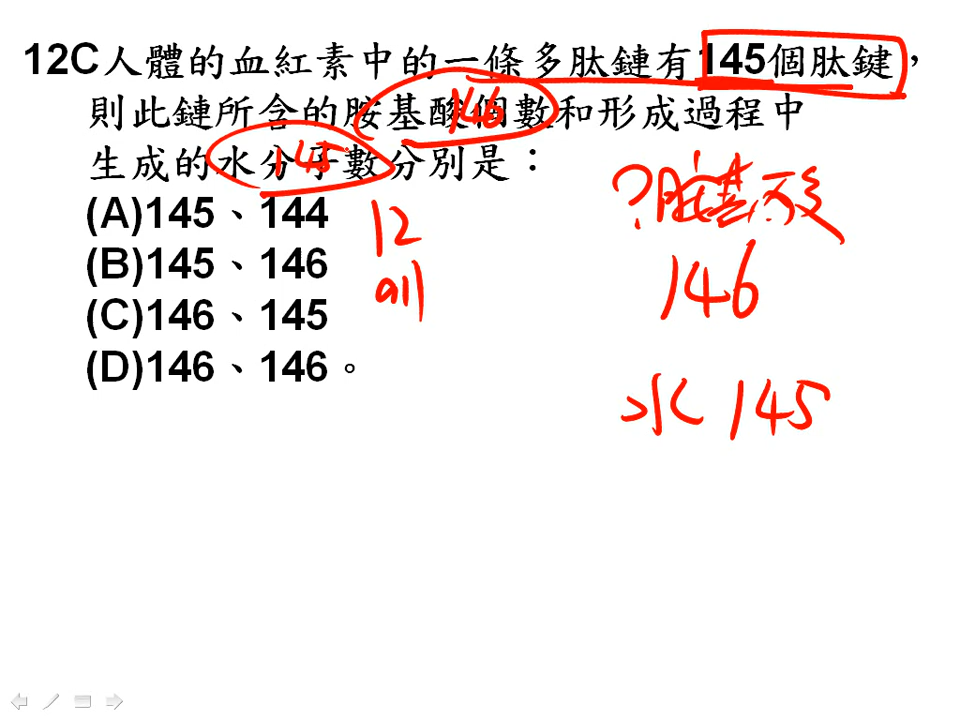 12C人體的血紅素中的一條多肽鏈有145個肽鍵，
則此鏈所含的胺基酸個數和形成過程中
146
生成的水分子數分別是：
145
(A)145、144
(B)145、146
(C)146、145
(D)146、146。
12
?胺基酸
146
水 145